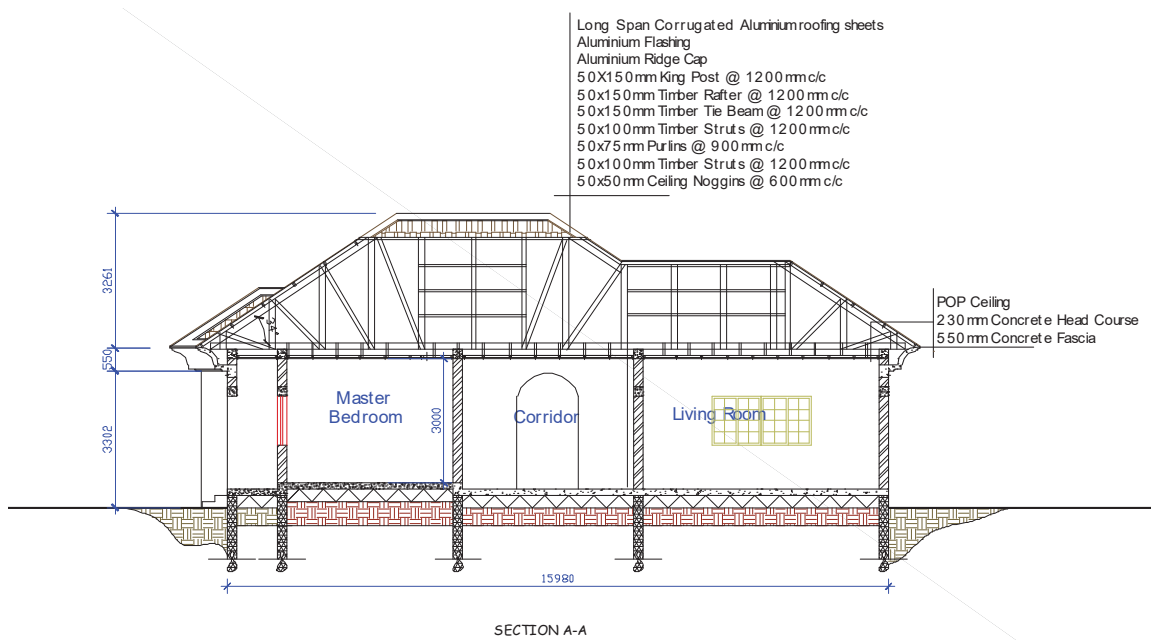 Long Span Corrugated Aluminium roofing sheets
Aluminium Flashing
Aluminium Ridge Cap
50X150mm King Post @ 1200mm c/c
50x150mm Timber Rafter @ 1200mm c/c
50x150mm Timber Tie Beam @ 1200mm c/c
50x100mm Timber Struts @ 1200mm c/c
50x75mm Purlins @ 900mm c/c
50x100mm Timber Struts @ 1200mm c/c
50x50mm Ceiling Noggins @ 600mm c/c
3261
34°
POP Ceiling
230mm Concrete Head Course
550mm Concrete Fascia
550
Master
Bedroom
3000
Corridor
Living Room
3302
15980
SECTION A-A